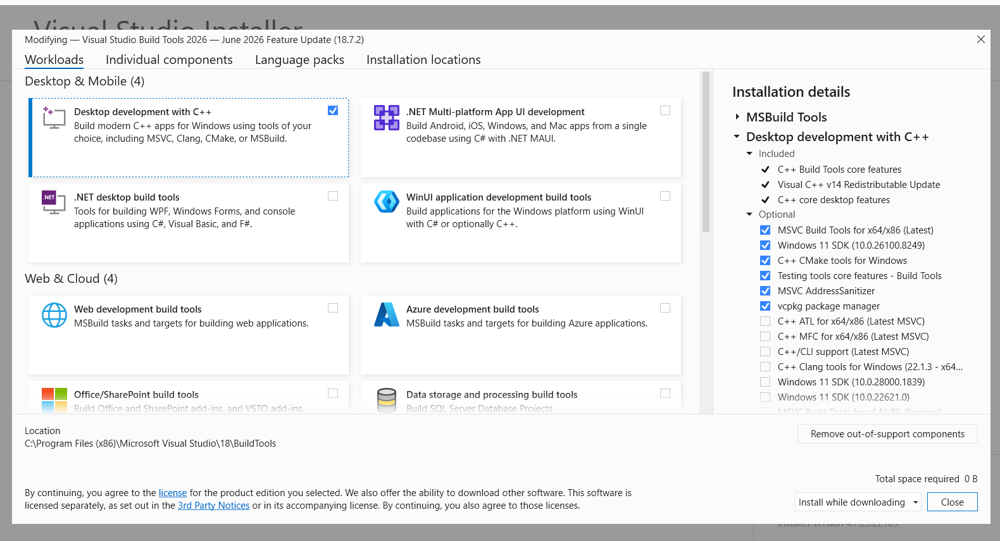 Visual Studio Installer
Modifying — Visual Studio Build Tools 2026 — June 2026 Feature Update (18.7.2)
Workloads
Individual components
Language packs
Installation locations
Desktop & Mobile (4)
Desktop development with C++
Build modern C++ apps for Windows using tools of your
choice, including MSVC, Clang, CMake, or MSBuild.
.NET Multi-platform App UI development
Build Android, iOS, Windows, and Mac apps from a single
codebase using C# with .NET MAUI.
.NET
.NET desktop build tools
Tools for building WPF, Windows Forms, and console
applications using C#, Visual Basic, and F#.
WinUI application development build tools
Build applications for the Windows platform using WinUI
with C# or optionally C++.
Web & Cloud (4)
Web development build tools
MSBuild tasks and targets for building web applications.
Azure development build tools
MSBuild tasks and targets for building Azure applications.
Office/SharePoint build tools
Build Office and SharePoint add-ins, and VSTO add-ins.
Data storage and processing build tools
Build SQL Server Database Projects
Installation details
MSBuild Tools
Desktop development with C++
Included
C++ Build Tools core features
Visual C++ v14 Redistributable Update
C++ core desktop features
Optional
MSVC Build Tools for x64/x86 (Latest)
Windows 11 SDK (10.0.26100.8249)
C++ CMake tools for Windows
Testing tools core features - Build Tools
MSVC AddressSanitizer
vcpkg package manager
C++ ATL for x64/x86 (Latest MSVC)
C++ MFC for x64/x86 (Latest MSVC)
C++/CLI support (Latest MSVC)
C++ Clang tools for Windows (22.1.3 - x64...
Windows 11 SDK (10.0.28000.1839)
Windows 11 SDK (10.0.22621.0)
MSVC Build Tools for x64/x86 (Preview)
Location
C:\Program Files (x86)\Microsoft Visual Studio\18\BuildTools
Remove out-of-support components
Total space required 0 B
By continuing, you agree to the license for the product edition you selected. We also offer the ability to download other software. This software is
licensed separately, as set out in the 3rd Party Notices or in its accompanying license. By continuing, you also agree to those licenses.
Install while downloading
Close
Installer version 4.7.25.22189